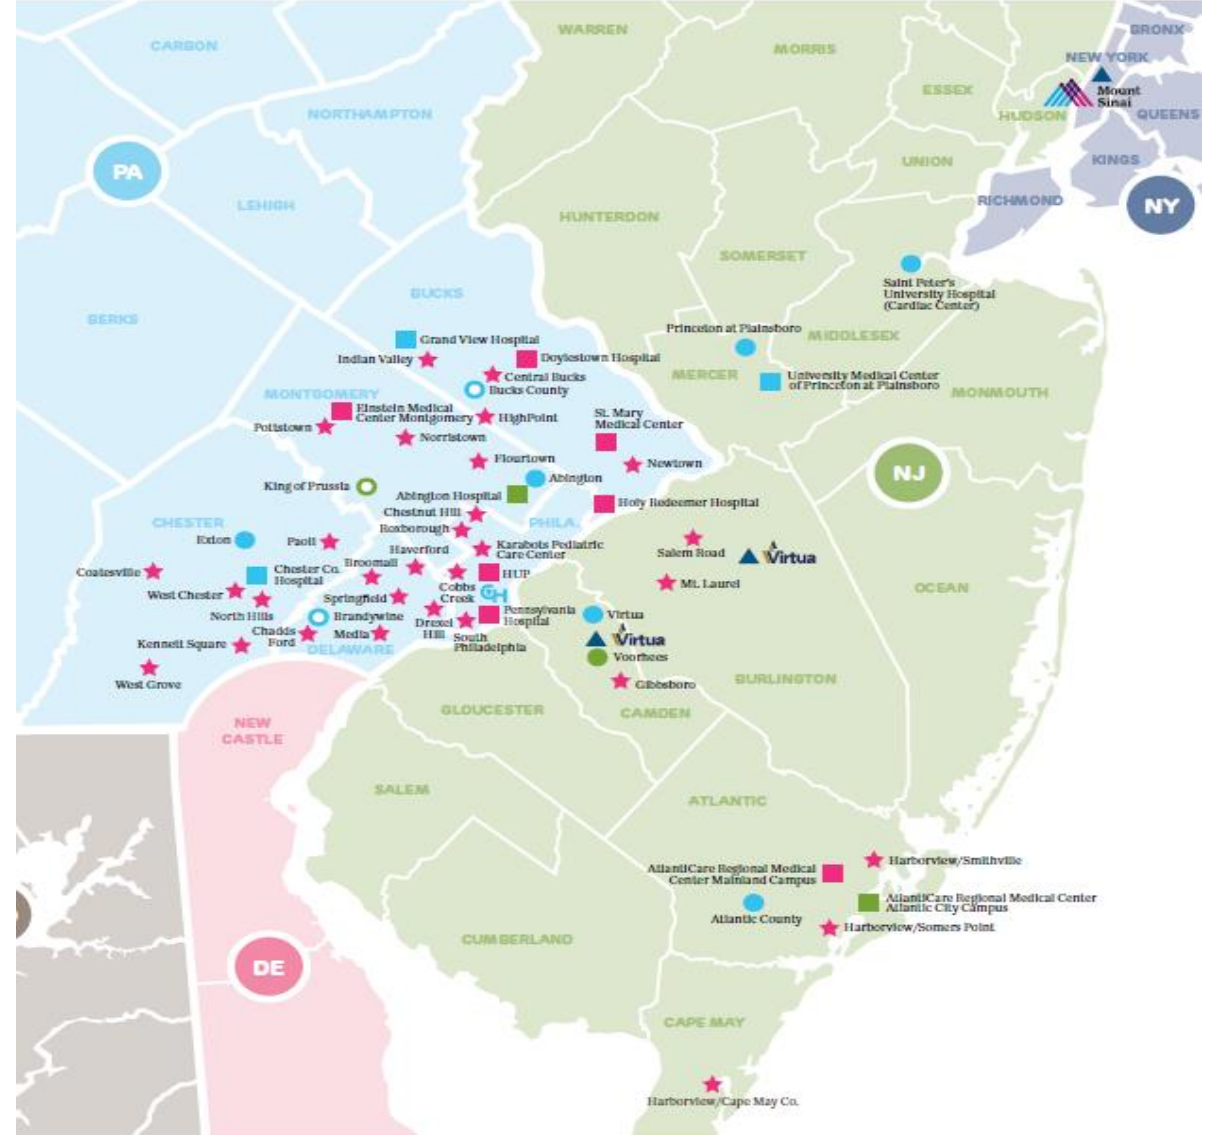 WARREN
BRONX
CARBON
MORRIS
NEW YORK
ESSEX
Mount
Sinai
NORTHAMPTON
HUDSON
QUEENS
UNION
KINGS
PA
LEHIGH
RICHMOND
NY
HUNTERDON
SOMERSET
Saint Peter's
University Hospital
(Cardiac Center)
BUCKS
BERKS
Princeton at Plainsboro
MIDDLESEX
Grand View Hospital
Indian Valley
Doylestown Hospital
Central Bucks
Bucks County
MERCER
University Medical Center
of Princeton at Plainsboro
MONMOUTH
MONTGOMERY
Einstein Medical
Center Montgomery
HighPoint
St. Mary
Medical Center
Pottstown
Norristown
Flourtown
Newtown
NJ
King of Prussia
Abington
Abington Hospital
Holy Redeemer Hospital
Chestnut Hill
CHESTER
PHILA.
Roxborough
Exton
Paoli
Haverford
Karabots Pediatric
Care Center
Salem Road
Virtua
Broomall
Coatesville
Chester Co.
Hospital
HUP
Mt. Laurel
OCEAN
West Chester
Springfield
Cobbs
Creek
CH
North Hills
Brandywine
Drexel
Hill
Pennsylvania
Hospital
Virtua
Chadds
Ford
Media
South
Philadelphia
Virtua
Kennett Square
DELAWARE
Voorhees
West Grove
Gibbsboro
BURLINGTON
NEW
CASTLE
GLOUCESTER
CAMDEN
SALEM
ATLANTIC
AtlantiCare Regional Medical
Center Mainland Campus
Harborview/Smithville
AtlantiCare Regional Medical Center
Atlantic City Campus
Atlantic County
Harborview/Somers Point
CUMBERLAND
DE
CAPE MAY
Harborview/Cape May Co.